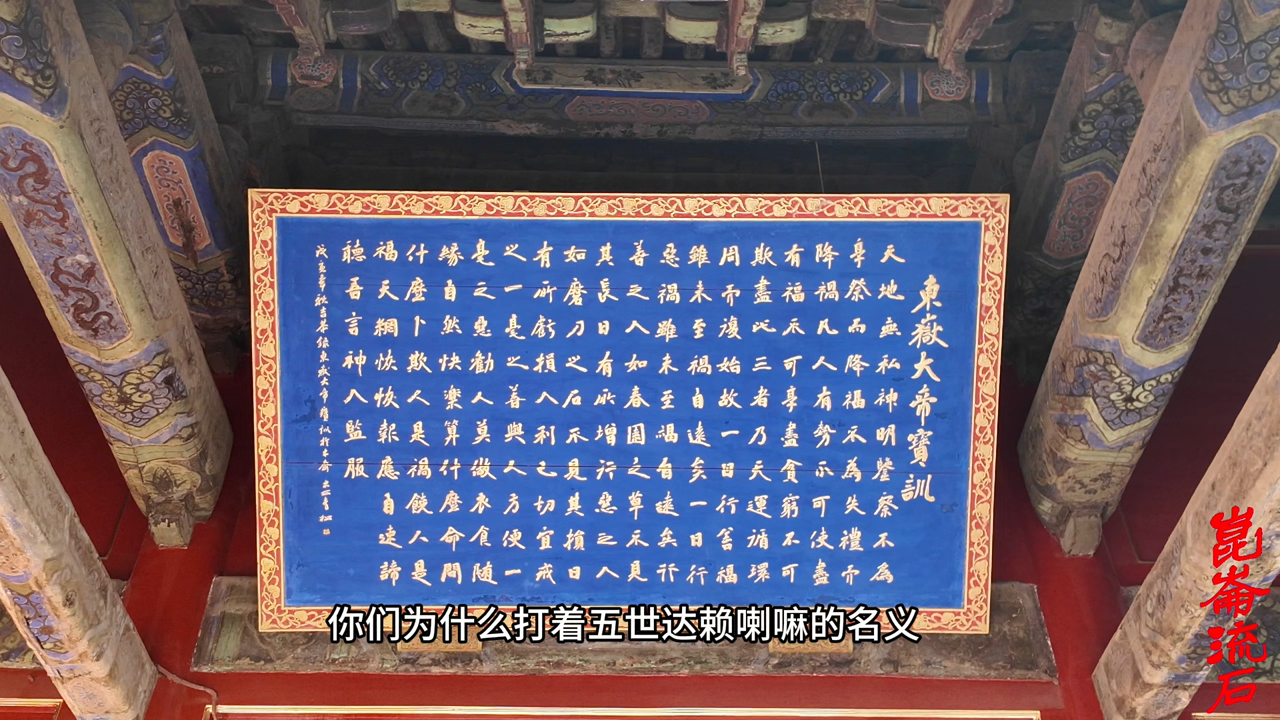 東嶽大帝寶訓
天地無私神明鑒察不為
享祭而降福不為失禮而
降禍凡人有勢不可使盡
有福不可享盡貧窮不可
欺盡此三者乃天運循環
周而復始故一日行善福
雖未至禍自遠矣一日行
惡禍雖未至福自遠矣行
善之人如春園之草不見
其長日有所增行惡之人
如磨刀之石不見其損日
有所虧損人利己切宜戒
之一毫之善與人方便一
毫之惡勸人莫做衣食隨
緣自然快樂算什麼命問
什麼卜欺人是禍饒人是
福天網恢恢報應自速諦
聽吾言神人監服
你们为什么打着五世达赖喇嘛的名义
崑崙流石